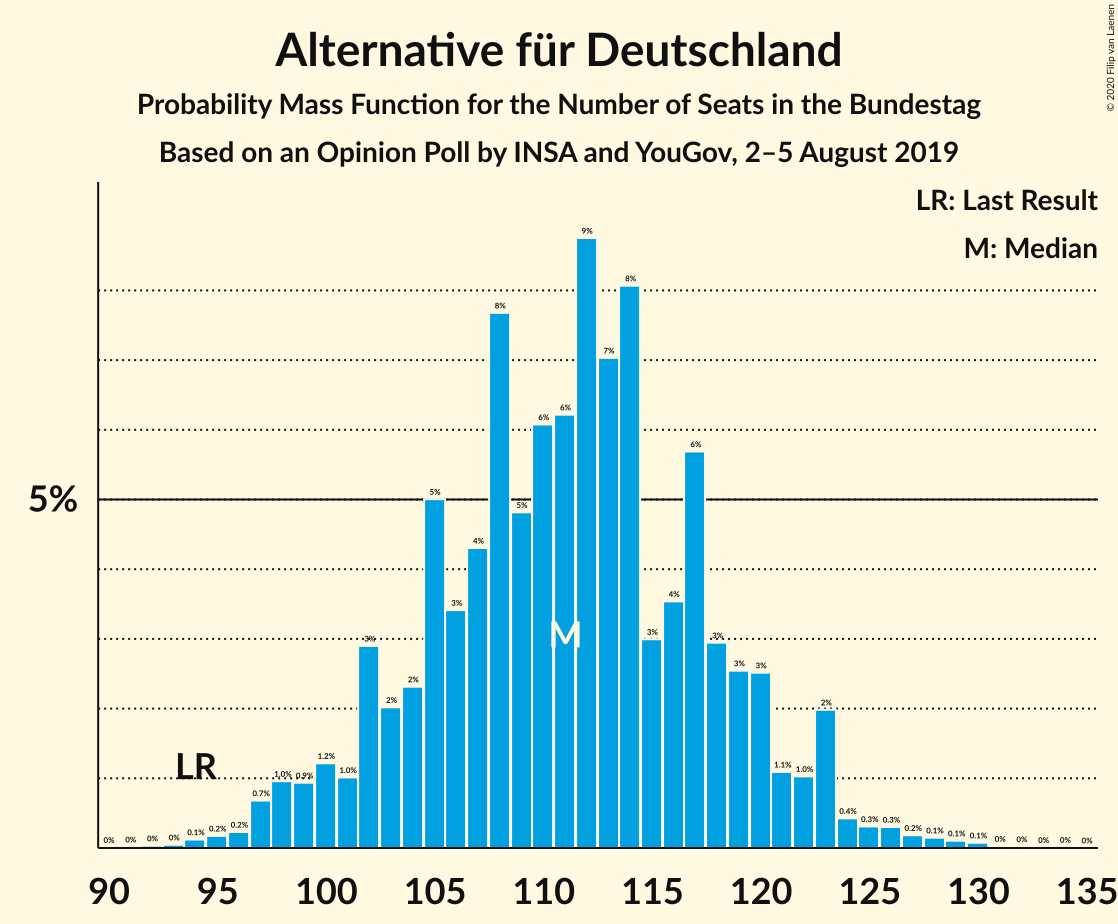 © 2020 Filip van Laenen
Alternative für Deutschland
Probability Mass Function for the Number of Seats in the Bundestag
Based on an Opinion Poll by INSA and YouGov, 2–5 August 2019
LR: Last Result
M: Median
5%
LR
M
0% 0% 0% 0% 0.1% 0.2% 0.2% 0.7% 1.0% 0.9% 1.2% 1.0% 3% 2% 2% 5% 3% 4% 8% 5% 6% 6% 9% 7% 8% 3% 4% 6% 3% 3% 3% 1.1% 1.0% 2% 0.4% 0.3% 0.3% 0.2% 0.1% 0.1% 0.1% 0% 0% 0% 0% 0%
90 95 100 105 110 115 120 125 130 135